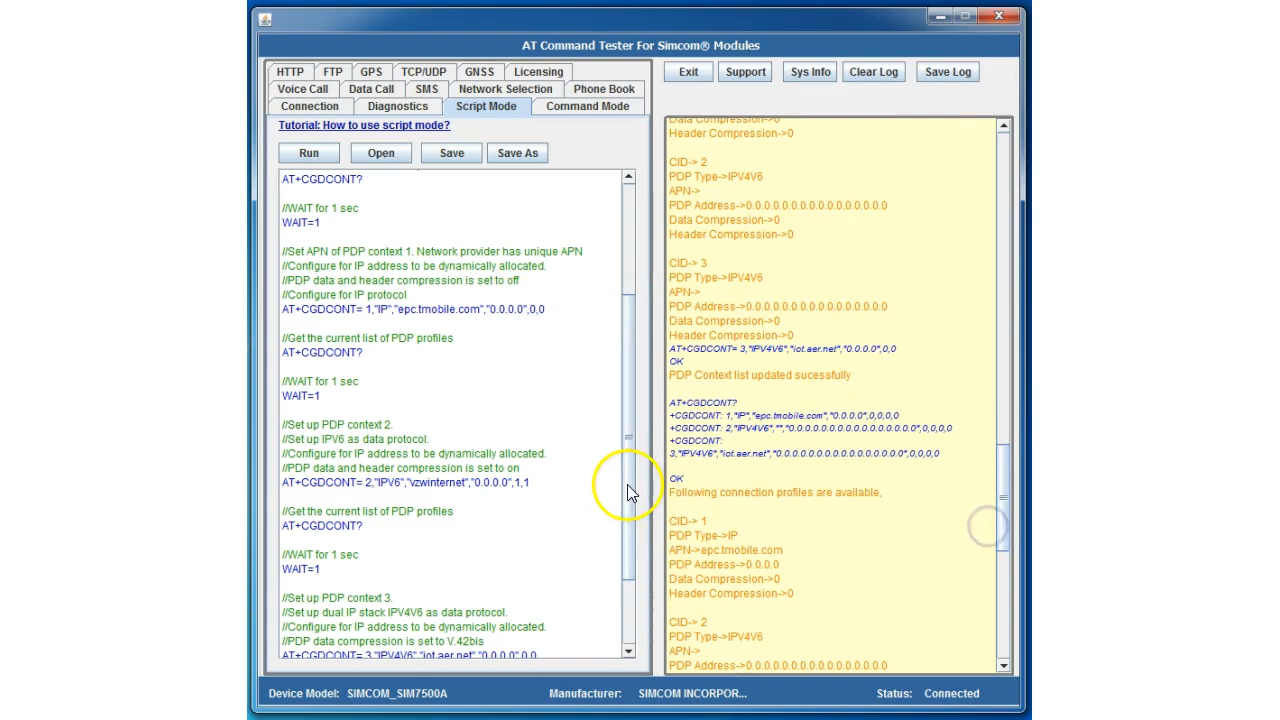 AT Command Tester For Simcom® Modules
HTTP FTP GPS TCP/UDP GNSS Licensing
Voice Call Data Call SMS Network Selection Phone Book
Connection Diagnostics Script Mode Command Mode
Exit Support Sys Info Clear Log Save Log
Tutorial: How to use script mode?
Run Open Save Save As
AT+CGDCONT?
//WAIT for 1 sec
WAIT=1
//Set APN of PDP context 1. Network provider has unique APN
//Configure for IP address to be dynamically allocated.
//PDP data and header compression is set to off
//Configure for IP protocol
AT+CGDCONT= 1,"IP","epc.tmobile.com","0.0.0.0",0,0
//Get the current list of PDP profiles
AT+CGDCONT?
//WAIT for 1 sec
WAIT=1
//Set up PDP context 2.
//Set up IPV6 as data protocol.
//Configure for IP address to be dynamically allocated.
//PDP data and header compression is set to on
AT+CGDCONT= 2,"IPV6","vzwinternet","0.0.0.0",1,1
//Get the current list of PDP profiles
AT+CGDCONT?
//WAIT for 1 sec
WAIT=1
//Set up PDP context 3.
//Set up dual IP stack IPV4V6 as data protocol.
//Configure for IP address to be dynamically allocated.
//PDP data compression is set to V.42bis
AT+CGDCONT= 3,"IPV4V6","iot.aer.net","0.0.0.0",0,0
Data Compression->0
Header Compression->0
CID-> 2
PDP Type->IPV4V6
APN->
PDP Address->0.0.0.0.0.0.0.0.0.0.0.0.0.0.0.0
Data Compression->0
Header Compression->0
CID-> 3
PDP Type->IPV4V6
APN->
PDP Address->0.0.0.0.0.0.0.0.0.0.0.0.0.0.0.0
Data Compression->0
Header Compression->0
AT+CGDCONT= 3,"IPV4V6","iot.aer.net","0.0.0.0",0,0
OK
PDP Context list updated sucessfully
AT+CGDCONT?
+CGDCONT: 1,"IP","epc.tmobile.com","0.0.0.0",0,0,0,0
+CGDCONT: 2,"IPV4V6","","0.0.0.0.0.0.0.0.0.0.0.0.0.0.0.0",0,0,0,0
+CGDCONT:
3,"IPV4V6","iot.aer.net","0.0.0.0.0.0.0.0.0.0.0.0.0.0.0.0",0,0,0,0
OK
Following connection profiles are available,
CID-> 1
PDP Type->IP
APN->epc.tmobile.com
PDP Address->0.0.0.0
Data Compression->0
Header Compression->0
CID-> 2
PDP Type->IPV4V6
APN->
PDP Address->0.0.0.0.0.0.0.0.0.0.0.0.0.0.0.0
Device Model: SIMCOM_SIM7500A Manufacturer: SIMCOM INCORPOR... Status: Connected